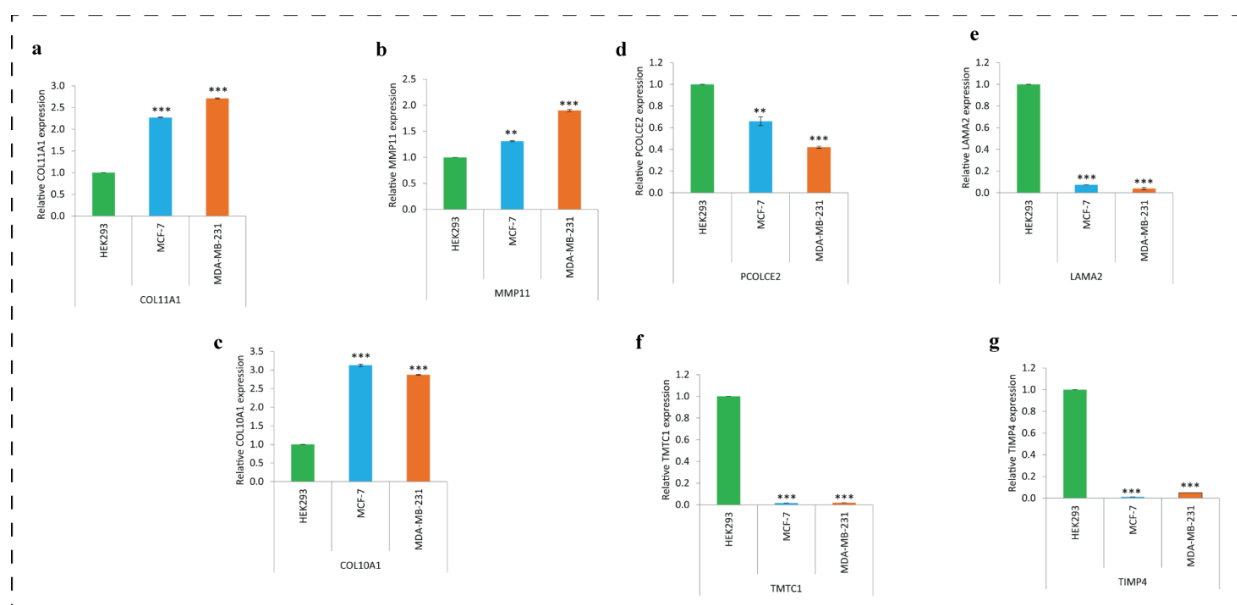 a
Relative COL11A1 expression
3.0
2.5
2.0
1.5
1.0
0.5
0.0
***
***
HEK293
MCF-7
MDA-MB-231
COL11A1
b
Relative MMP11 expression
2.5
2.0
1.5
1.0
0.5
0.0
**
***
HEK293
MCF-7
MDA-MB-231
MMP11
d
Relative PCOLCE2 expression
1.2
1.0
0.8
0.6
0.4
0.2
0.0
**
***
HEK293
MCF-7
MDA-MB-231
PCOLCE2
e
Relative LAMA2 expression
1.2
1.0
0.8
0.6
0.4
0.2
0.0
***
***
HEK293
MCF-7
MDA-MB-231
LAMA2
c
Relative COL10A1 expression
3.5
3.0
2.5
2.0
1.5
1.0
0.5
0.0
***
***
HEK293
MCF-7
MDA-MB-231
COL10A1
f
Relative TMTC1 expression
1.2
1.0
0.8
0.6
0.4
0.2
0.0
***
***
HEK293
MCF-7
MDA-MB-231
TMTC1
g
Relative TIMP4 expression
1.2
1.0
0.8
0.6
0.4
0.2
0.0
***
***
HEK293
MCF-7
MDA-MB-231
TIMP4